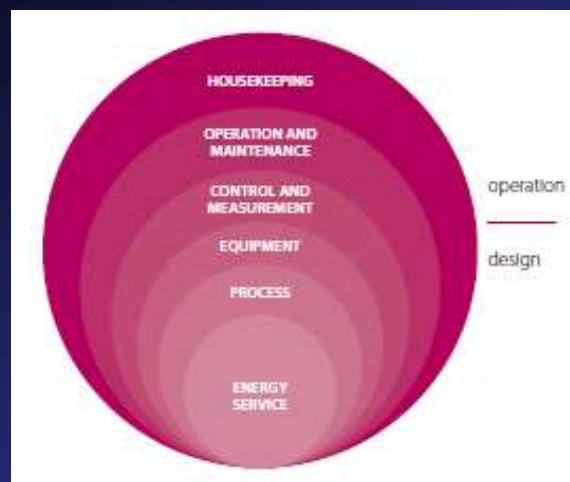 HOUSEKEEPING
OPERATION AND
MAINTENANCE
CONTROL AND
MEASUREMENT
EQUIPMENT
PROCESS
ENERGY
SERVICE
operation
design